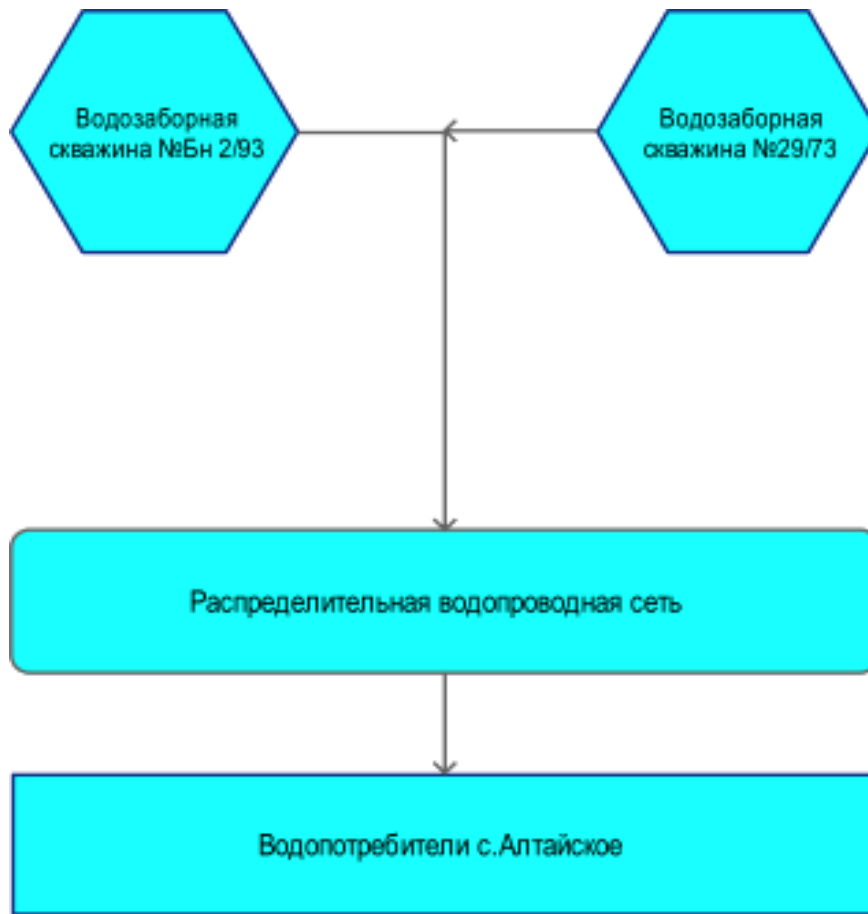 Водозаборная
скважина №Бн 2/93
Водозаборная
скважина №29/73
Распределительная водопроводная сеть
Водопотребители с.Алтайское